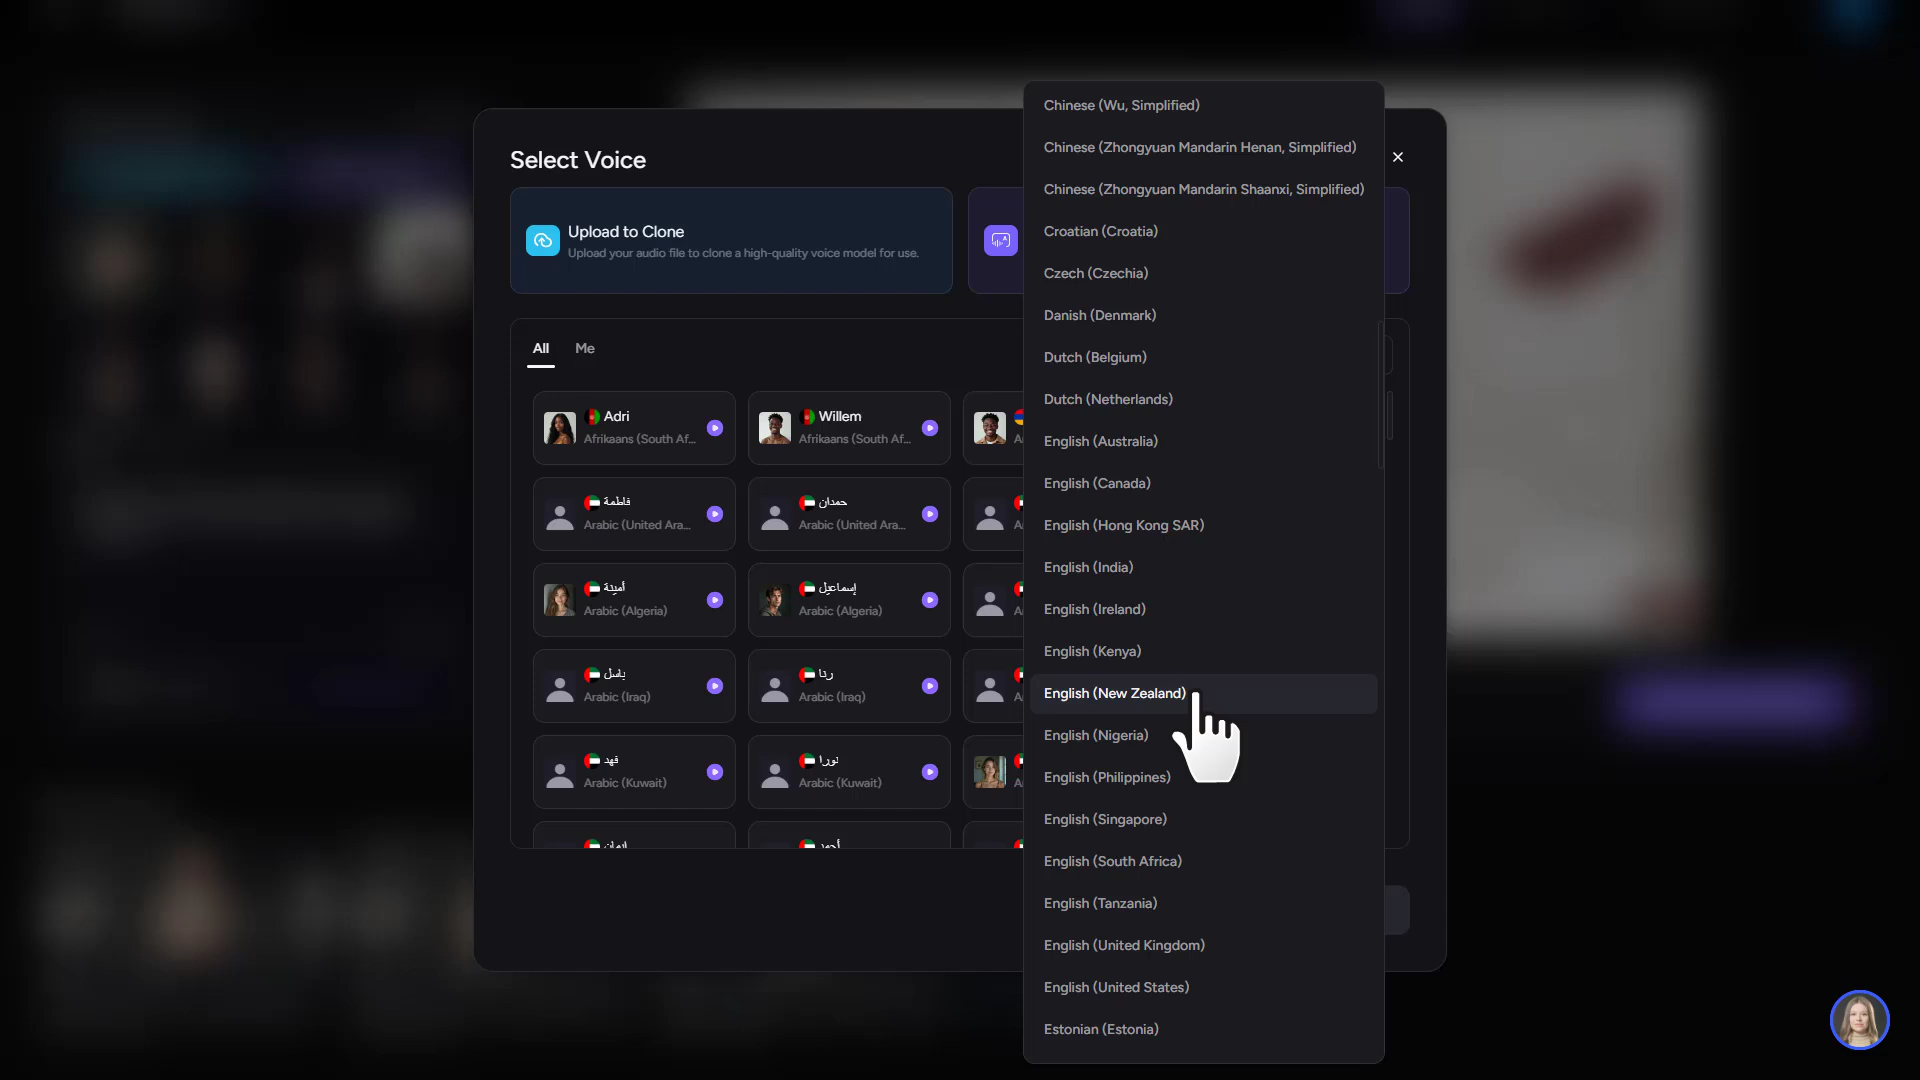 Select Voice
Upload to Clone
Upload your audio file to clone a high-quality voice model for use.
All
Me
Adri
Afrikaans (South Af...
Willem
Afrikaans (South Af...
فاطمة
Arabic (United Ara...
حمدان
Arabic (United Ara...
أمينة
Arabic (Algeria)
إسماعيل
Arabic (Algeria)
باسل
Arabic (Iraq)
رنا
Arabic (Iraq)
فهد
Arabic (Kuwait)
نورا
Arabic (Kuwait)
Chinese (Wu, Simplified)
Chinese (Zhongyuan Mandarin Henan, Simplified)
Chinese (Zhongyuan Mandarin Shaanxi, Simplified)
Croatian (Croatia)
Czech (Czechia)
Danish (Denmark)
Dutch (Belgium)
Dutch (Netherlands)
English (Australia)
English (Canada)
English (Hong Kong SAR)
English (India)
English (Ireland)
English (Kenya)
English (New Zealand)
English (Nigeria)
English (Philippines)
English (Singapore)
English (South Africa)
English (Tanzania)
English (United Kingdom)
English (United States)
Estonian (Estonia)